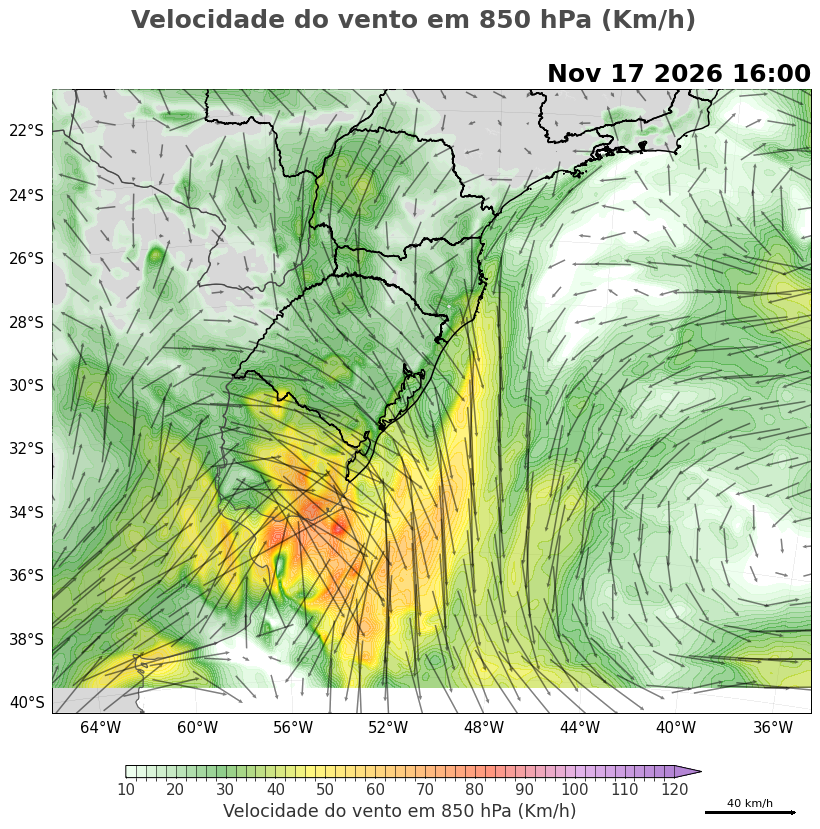 Velocidade do vento em 850 hPa (Km/h)
Nov 17 2026 16:00
22°S
24°S
26°S
28°S
30°S
32°S
34°S
36°S
38°S
40°S
64°W 60°W 56°W 52°W 48°W 44°W 40°W 36°W
10 20 30 40 50 60 70 80 90 100 110 120
Velocidade do vento em 850 hPa (Km/h)
40 km/h